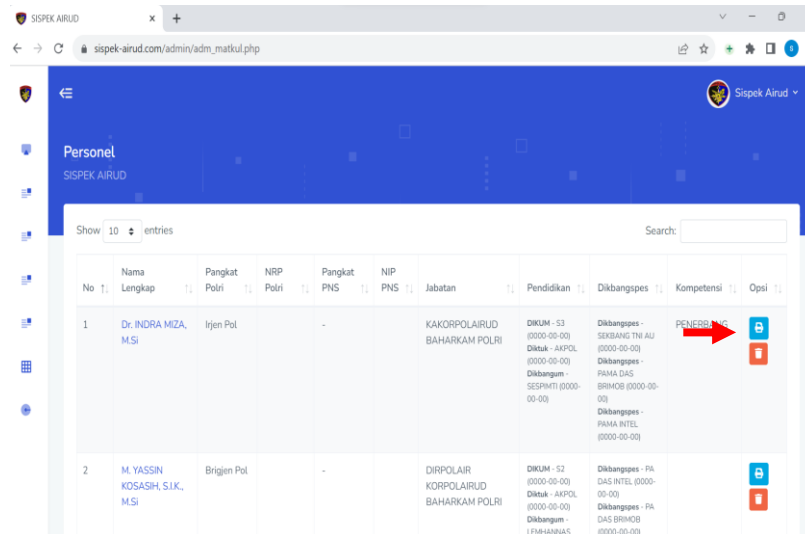 SISPEK AIRUD
sispek-airud.com/admin/adm_matkul.php
S
Sispek Airud
Personel
SISPEK AIRUD
Show 10 entries
Search:
No
Nama
Lengkap
Pangkat
Polri
NRP
Polri
Pangkat
PNS
NIP
PNS
Jabatan
Pendidikan
Dikbangspes
Kompetensi
Opsi
1
Dr. INDRA MIZA,
M.Si
Irjen Pol
-
KAKORPOLAIRUD
BAHARKAM POLRI
DIKUM - S3
(0000-00-00)
Diktuk - AKPOL
(0000-00-00)
Dikbangum -
SESPIMTI (0000-
00-00)
Dikbangspes -
SEKBANG TNI AU
(0000-00-00)
Dikbangspes -
PAMA DAS
BRIMOB (0000-00-
00)
Dikbangspes -
PAMA INTEL
(0000-00-00)
PENERBANG
2
M. YASSIN
KOSASIH, S.I.K.,
M.Si
Brigjen Pol
-
DIRPOLAIR
KORPOLAIRUD
BAHARKAM POLRI
DIKUM - S2
(0000-00-00)
Diktuk - AKPOL
(0000-00-00)
Dikbangum -
LEMHANNAS
Dikbangspes - PA
DAS INTEL (0000-
00-00)
Dikbangspes - PA
DAS BRIMOB
(0000-00-00)